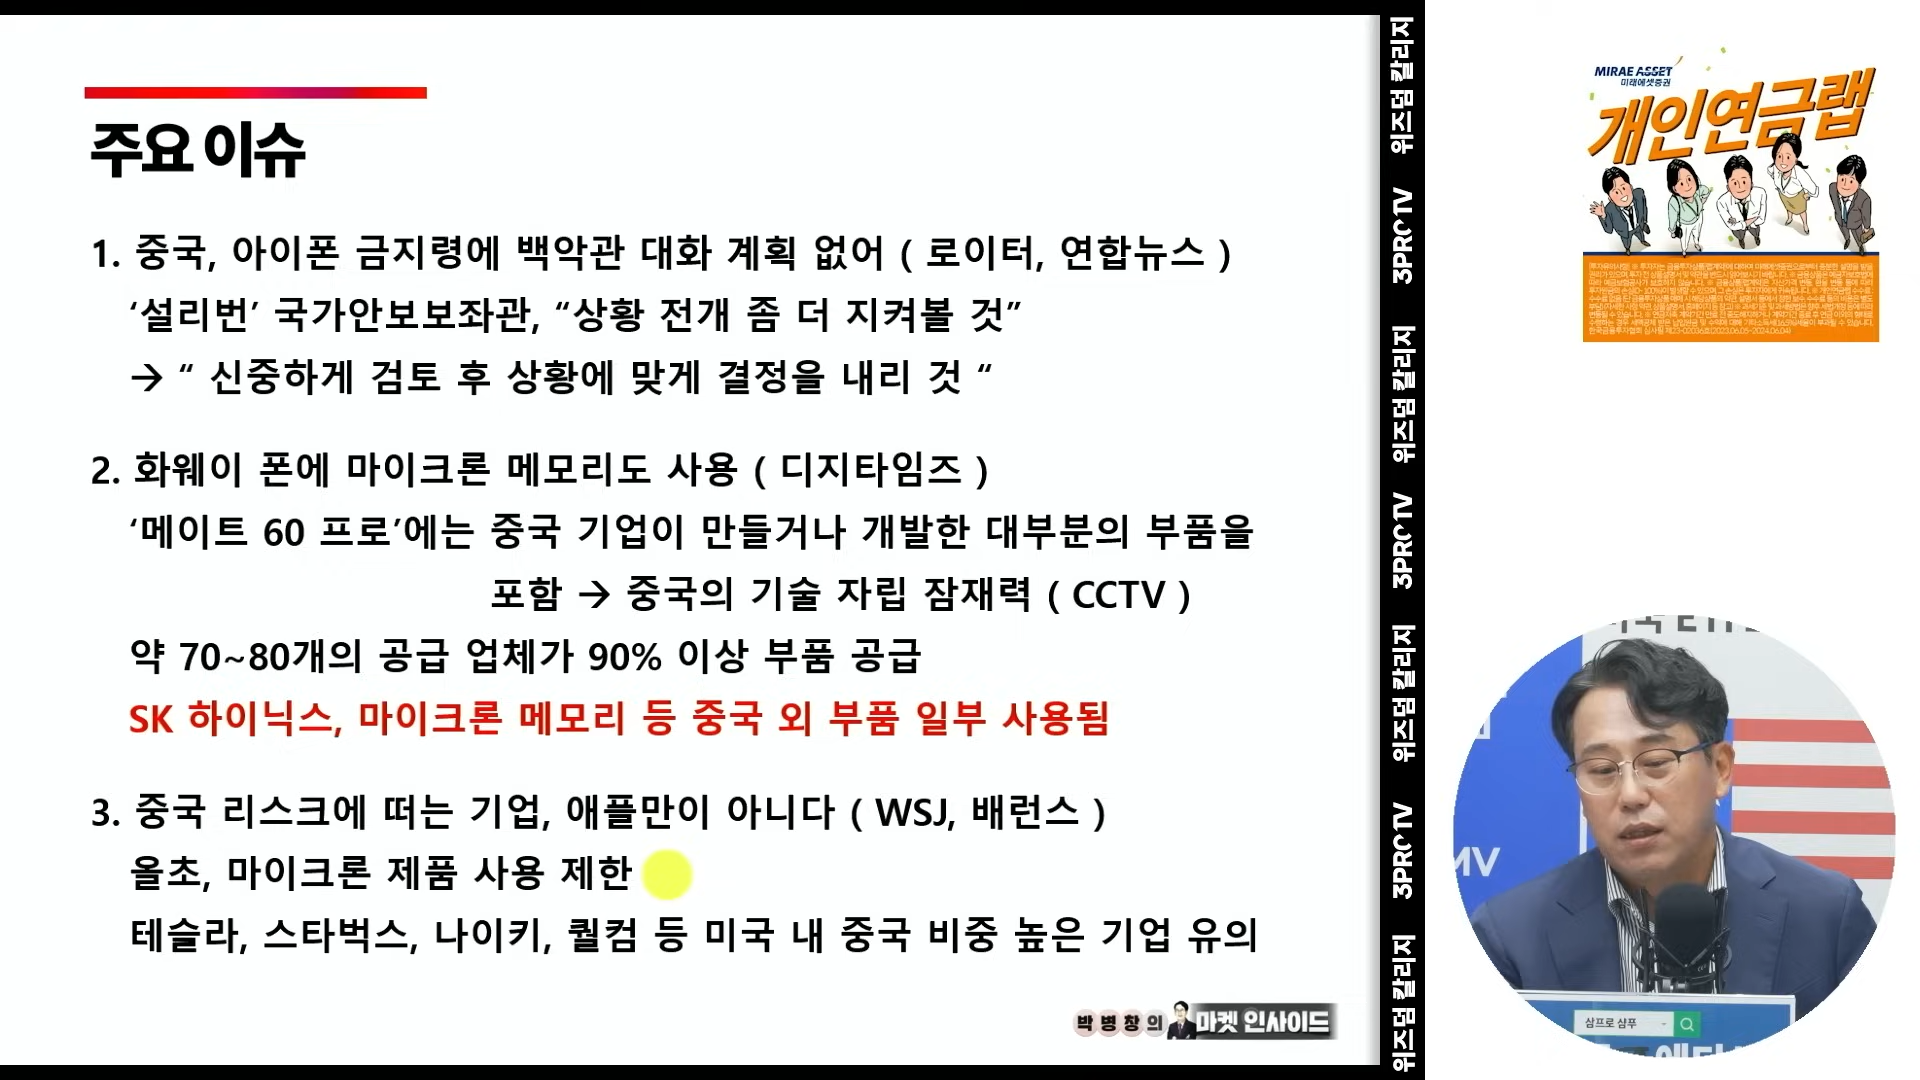 주요 이슈
1. 중국, 아이폰 금지령에 백악관 대화 계획 없어 ( 로이터, 연합뉴스 )
‘설리번’ 국가안보보좌관, “상황 전개 좀 더 지켜볼 것”
→ “ 신중하게 검토 후 상황에 맞게 결정을 내리 것 “
2. 화웨이 폰에 마이크론 메모리도 사용 ( 디지타임즈 )
‘메이트 60 프로’에는 중국 기업이 만들거나 개발한 대부분의 부품을
포함 → 중국의 기술 자립 잠재력 ( CCTV )
약 70~80개의 공급 업체가 90% 이상 부품 공급
SK 하이닉스, 마이크론 메모리 등 중국 외 부품 일부 사용됨
3. 중국 리스크에 떠는 기업, 애플만이 아니다 ( WSJ, 배런스 )
올초, 마이크론 제품 사용 제한
테슬라, 스타벅스, 나이키, 퀄컴 등 미국 내 중국 비중 높은 기업 유의
박병창의 마켓 인사이드
위즈덤 칼리지
3PROTV
위즈덤 칼리지
3PROTV
위즈덤 칼리지
3PROTV
위즈덤 칼리지
MIRAE ASSET
미래에셋증권
개인연금랩
삼프로 샴푸